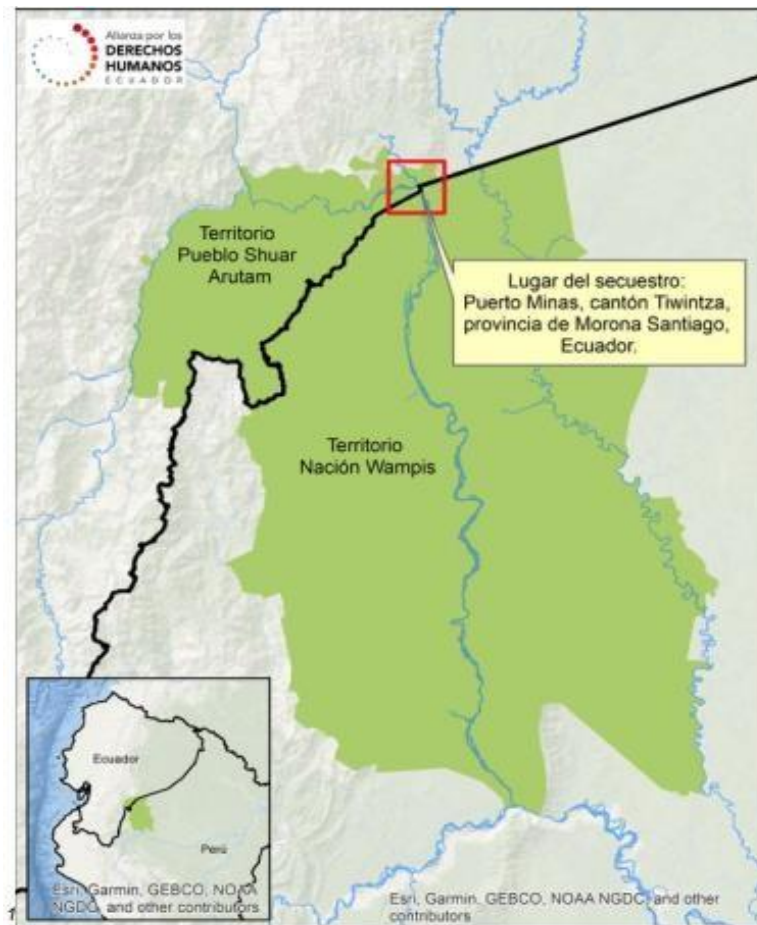 Alianza por los
DERECHOS
HUMANOS
ECUADOR
Territorio
Pueblo Shuar
Arutam
Lugar del secuestro:
Puerto Minas, cantón Tiwintza,
provincia de Morona Santiago,
Ecuador.
Territorio
Nación Wampis
Ecuador
Perú
Esri, Garmin, GEBCO, NOAA
NGDC, and other contributors
Esri, Garmin, GEBCO, NOAA NGDC, and other
contributors
1